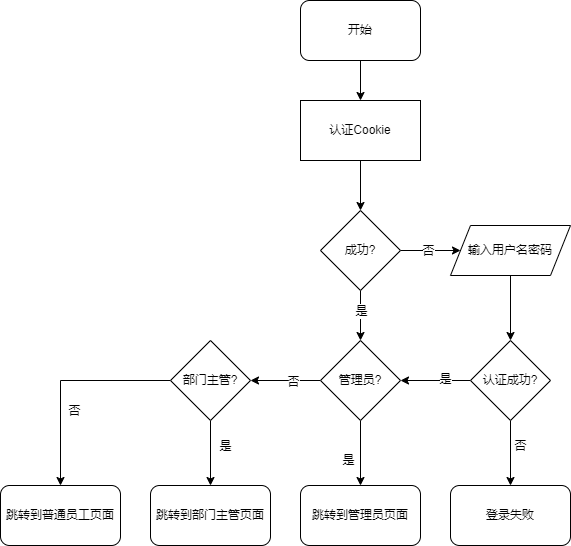 开始
认证Cookie
成功?
否
输入用户名密码
是
部门主管?
否
管理员?
是
认证成功?
否
是
是
否
跳转到普通员工页面
跳转到部门主管页面
跳转到管理员页面
登录失败